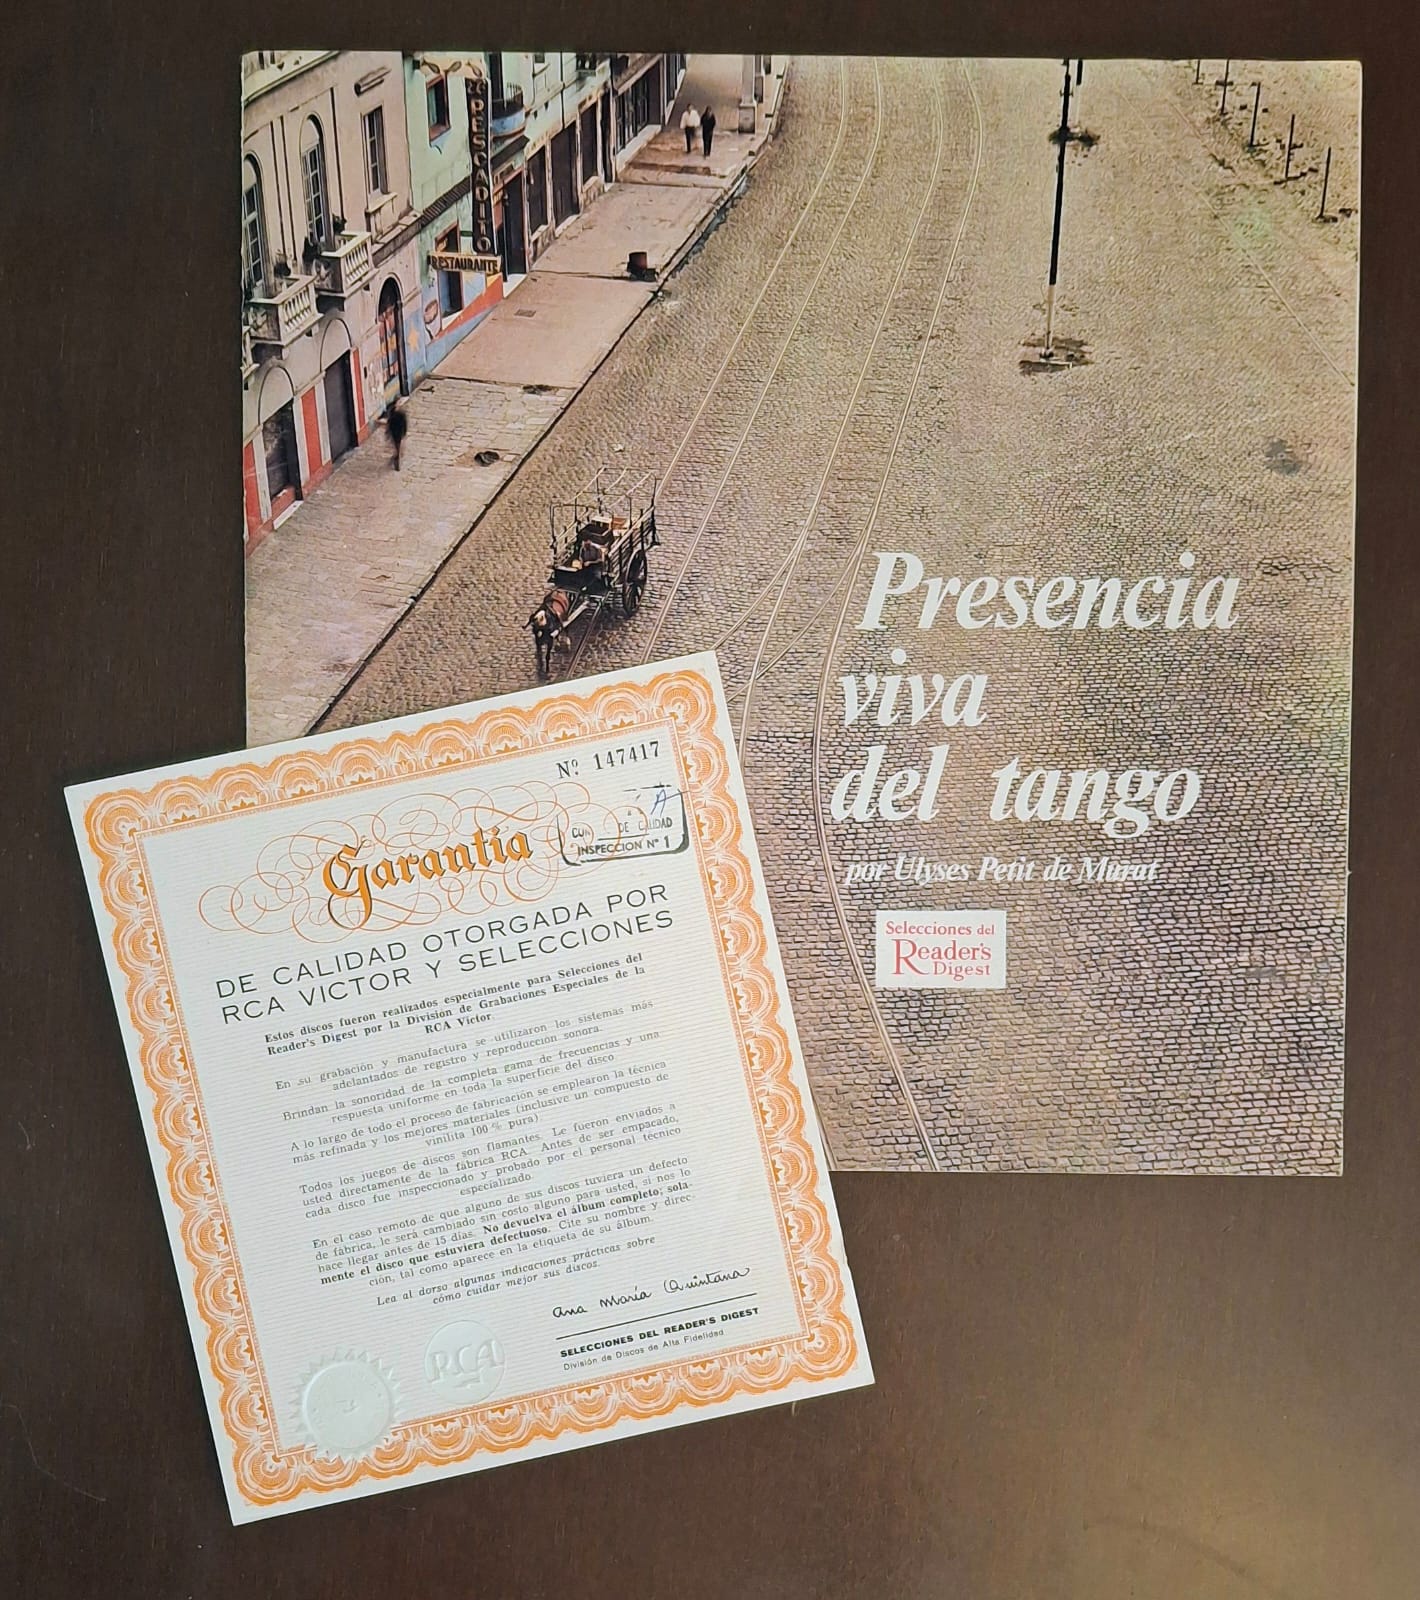 PESCADITO
RESTAURANTE
Presencia
viva
del tango
por Ulyses Petit de Murat
Selecciones del
Reader's
Digest
Nº 147417
A
DE CALIDAD
INSPECCION Nº 1
Garantía
DE CALIDAD OTORGADA POR
RCA VICTOR Y SELECCIONES
Estos discos fueron realizados especialmente para Selecciones del
Reader's Digest por la División de Grabaciones Especiales de la
RCA Víctor.
En su grabación y manufactura se utilizaron los sistemas más
adelantados de registro y reproducción sonora.
Brindan la sonoridad de la completa gama de frecuencias y una
respuesta uniforme en toda la superficie del disco
A lo largo de todo el proceso de fabricación se emplearon la técnica
más refinada y los mejores materiales (inclusive un compuesto de
vinilita 100 % pura).
Todos los juegos de discos son flamantes. Le fueron enviados a
usted directamente de la fábrica RCA. Antes de ser empacado,
cada disco fue inspeccionado y probado por el personal técnico
especializado.
En el caso remoto de que alguno de sus discos tuviera un defecto
de fábrica, le será cambiado sin costo alguno para usted, si nos lo
hace llegar antes de 15 días. No devuelva el álbum completo; sola-
mente el disco que estuviera defectuoso. Cite su nombre y direc-
ción, tal como aparece en la etiqueta de su álbum.
Lea al dorso algunas indicaciones prácticas sobre
cómo cuidar mejor sus discos.
Ana María Quintana
SELECCIONES DEL READER'S DIGEST
División de Discos de Alta Fidelidad
RCA